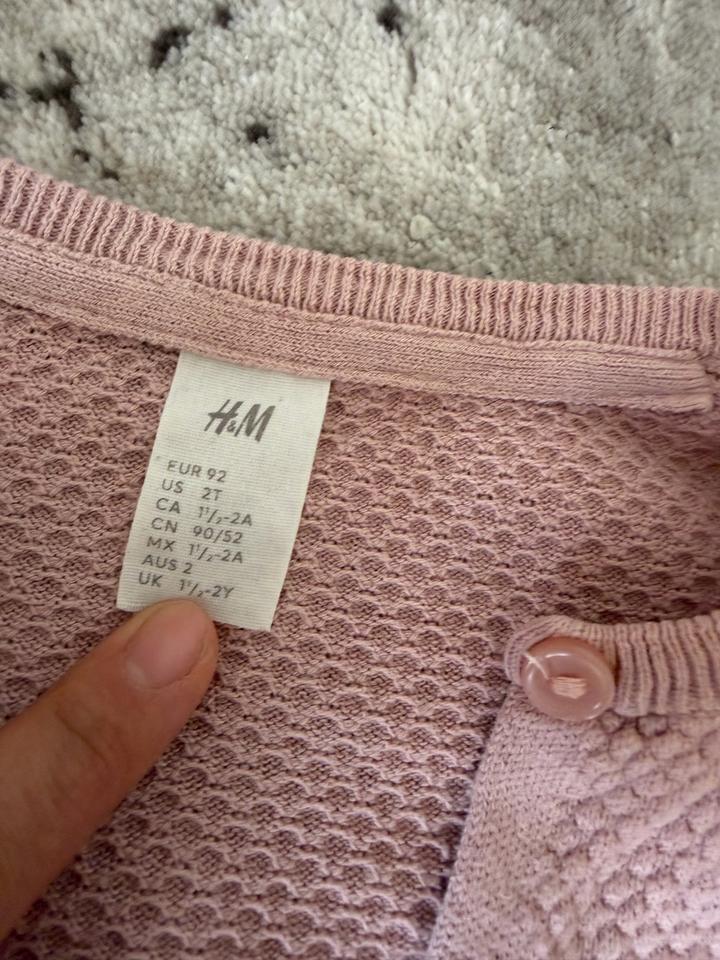 H&M
EUR 92
US 2T
CA 1½-2A
CN 90/52
MX 1½-2A
AUS 2
UK 1½-2Y